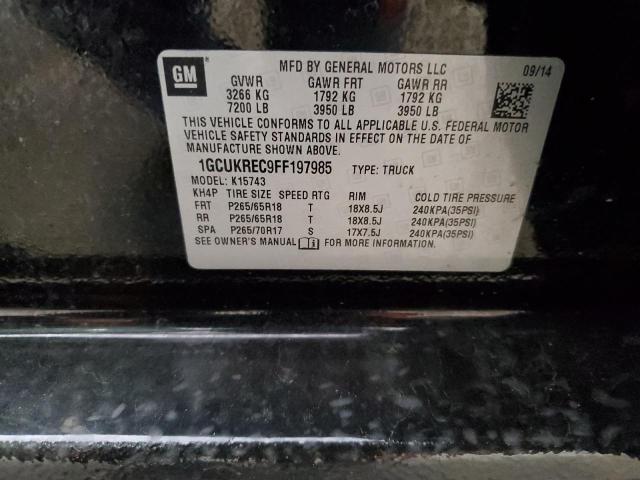 GM MFD BY GENERAL MOTORS LLC 09/14
GVWR GAWR FRT GAWR RR
3266 KG 1792 KG 1792 KG
7200 LB 3950 LB 3950 LB
THIS VEHICLE CONFORMS TO ALL APPLICABLE U.S. FEDERAL MOTOR
VEHICLE SAFETY STANDARDS IN EFFECT ON THE DATE OF
MANUFACTURE SHOWN ABOVE.
1GCUKREC9FF197985 TYPE: TRUCK
MODEL: K15743
KH4P TIRE SIZE SPEED RTG RIM COLD TIRE PRESSURE
FRT P265/65R18 T 18X8.5J 240KPA(35PSI)
RR P265/65R18 T 18X8.5J 240KPA(35PSI)
SPA P265/70R17 S 17X7.5J 240KPA(35PSI)
SEE OWNER'S MANUAL FOR MORE INFORMATION.